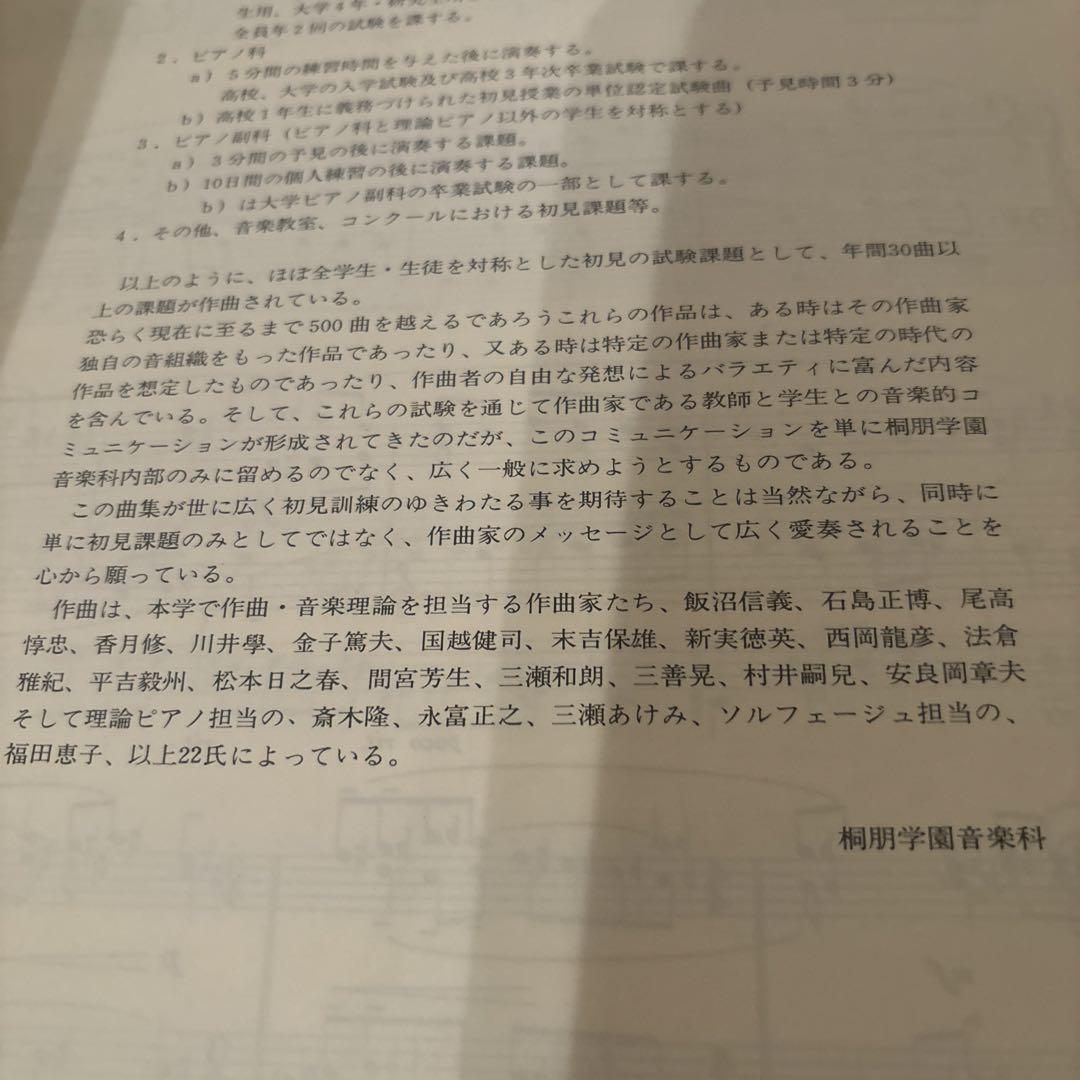 生用。大学4年・研究生用
全員年2回の試験を課する。
2．ピアノ科
a）5分間の練習時間を与えた後に演奏する。
高校、大学の入学試験及び高校3年次卒業試験で課する。
b）高校1年生に義務づけられた初見授業の単位認定試験曲（予見時間3分）
3．ピアノ副科（ピアノ科と理論ピアノ以外の学生を対称とする）
a）3分間の予見の後に演奏する課題。
b）10日間の個人練習の後に演奏する課題。
b）は大学ピアノ副科の卒業試験の一部として課する。
4．その他、音楽教室、コンクールにおける初見課題等。
以上のように、ほぼ全学生・生徒を対称とした初見の試験課題として、年間30曲以
上の課題が作曲されている。
恐らく現在に至るまで500曲を越えるであろうこれらの作品は、ある時はその作曲家
独自の音組織をもった作品であったり、又ある時は特定の作曲家または特定の時代の
作品を想定したものであったり、作曲者の自由な発想によるバラエティに富んだ内容
を含んでいる。そして、これらの試験を通じて作曲家である教師と学生との音楽的コ
ミュニケーションが形成されてきたのだが、このコミュニケーションを単に桐朋学園
音楽科内部のみに留めるのでなく、広く一般に求めようとするものである。
この曲集が世に広く初見訓練のゆきわたる事を期待することは当然ながら、同時に
単に初見課題のみとしてではなく、作曲家のメッセージとして広く愛奏されることを
心から願っている。
作曲は、本学で作曲・音楽理論を担当する作曲家たち、飯沼信義、石島正博、尾高
惇忠、香月修、川井學、金子篤夫、国越健司、末吉保雄、新実徳英、西岡龍彦、法倉
雅紀、平吉毅州、松本日之春、間宮芳生、三瀬和朗、三善晃、村井嗣兒、安良岡章夫
そして理論ピアノ担当の、斎木隆、永富正之、三瀬あけみ、ソルフェージュ担当の、
福田恵子、以上22氏によっている。
桐朋学園音楽科